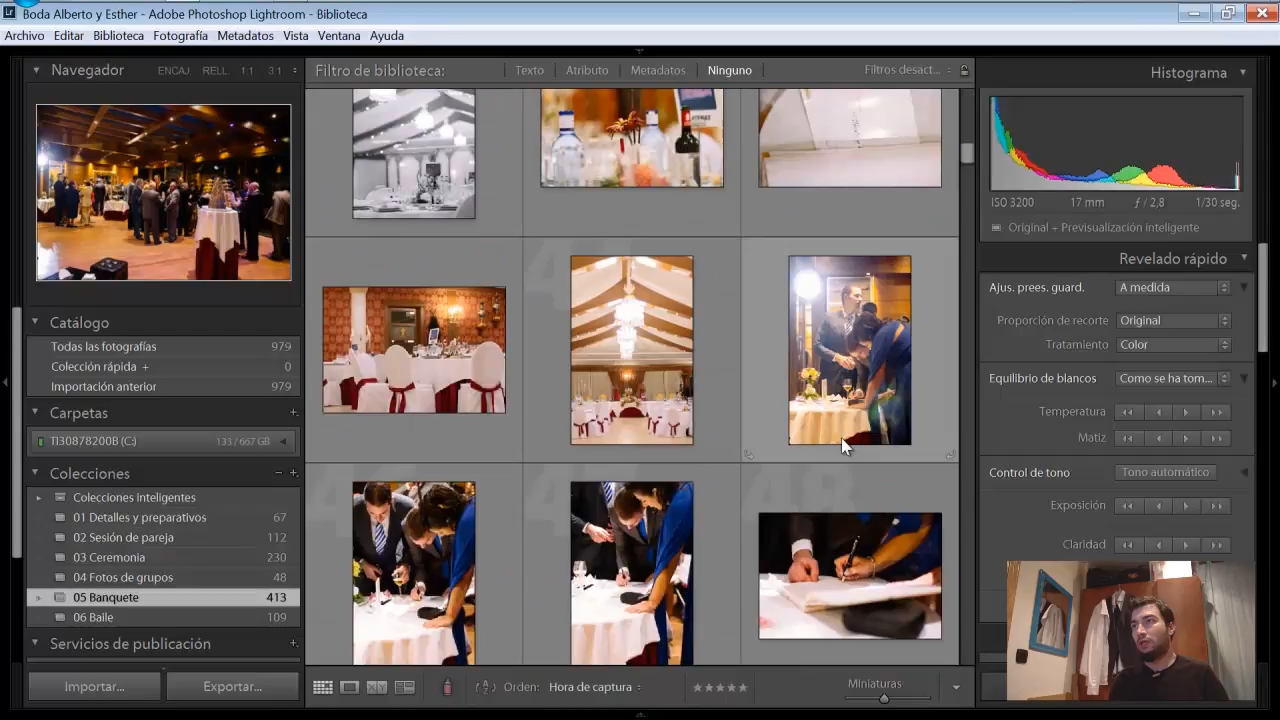 Boda Alberto y Esther - Adobe Photoshop Lightroom - Biblioteca
Archivo Editar Biblioteca Fotografía Metadatos Vista Ventana Ayuda
Navegador ENCAJ RELL. 1:1 3:1
Filtro de biblioteca: Texto Atributo Metadatos Ninguno Filtros desact...
Histograma
ISO 3200 17 mm ƒ / 2,8 1/30 seg.
Original + Previsualización inteligente
Revelado rápido
Ajus. prees. guard. A medida
Proporción de recorte Original
Tratamiento Color
Equilibrio de blancos Como se ha tom...
Temperatura
Matiz
Control de tono Tono automático
Exposición
Claridad
Catálogo
Todas las fotografías 979
Colección rápida + 0
Importación anterior 979
Carpetas
TI30878200B (C:) 133 / 667 GB
Colecciones
Colecciones inteligentes
01 Detalles y preparativos 67
02 Sesión de pareja 112
03 Ceremonia 230
04 Fotos de grupos 48
05 Banquete 413
06 Baile 109
Servicios de publicación
Importar... Exportar...
Orden: Hora de captura
Miniaturas